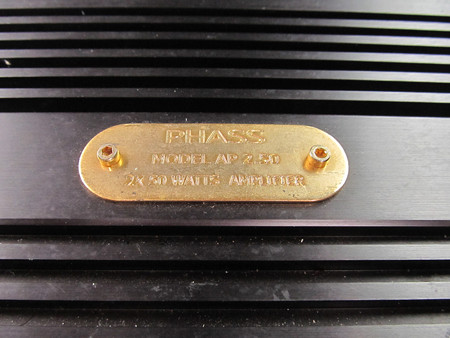 PHASS
MODEL AP 2.50
2X50 WATTS AMPLIFIER